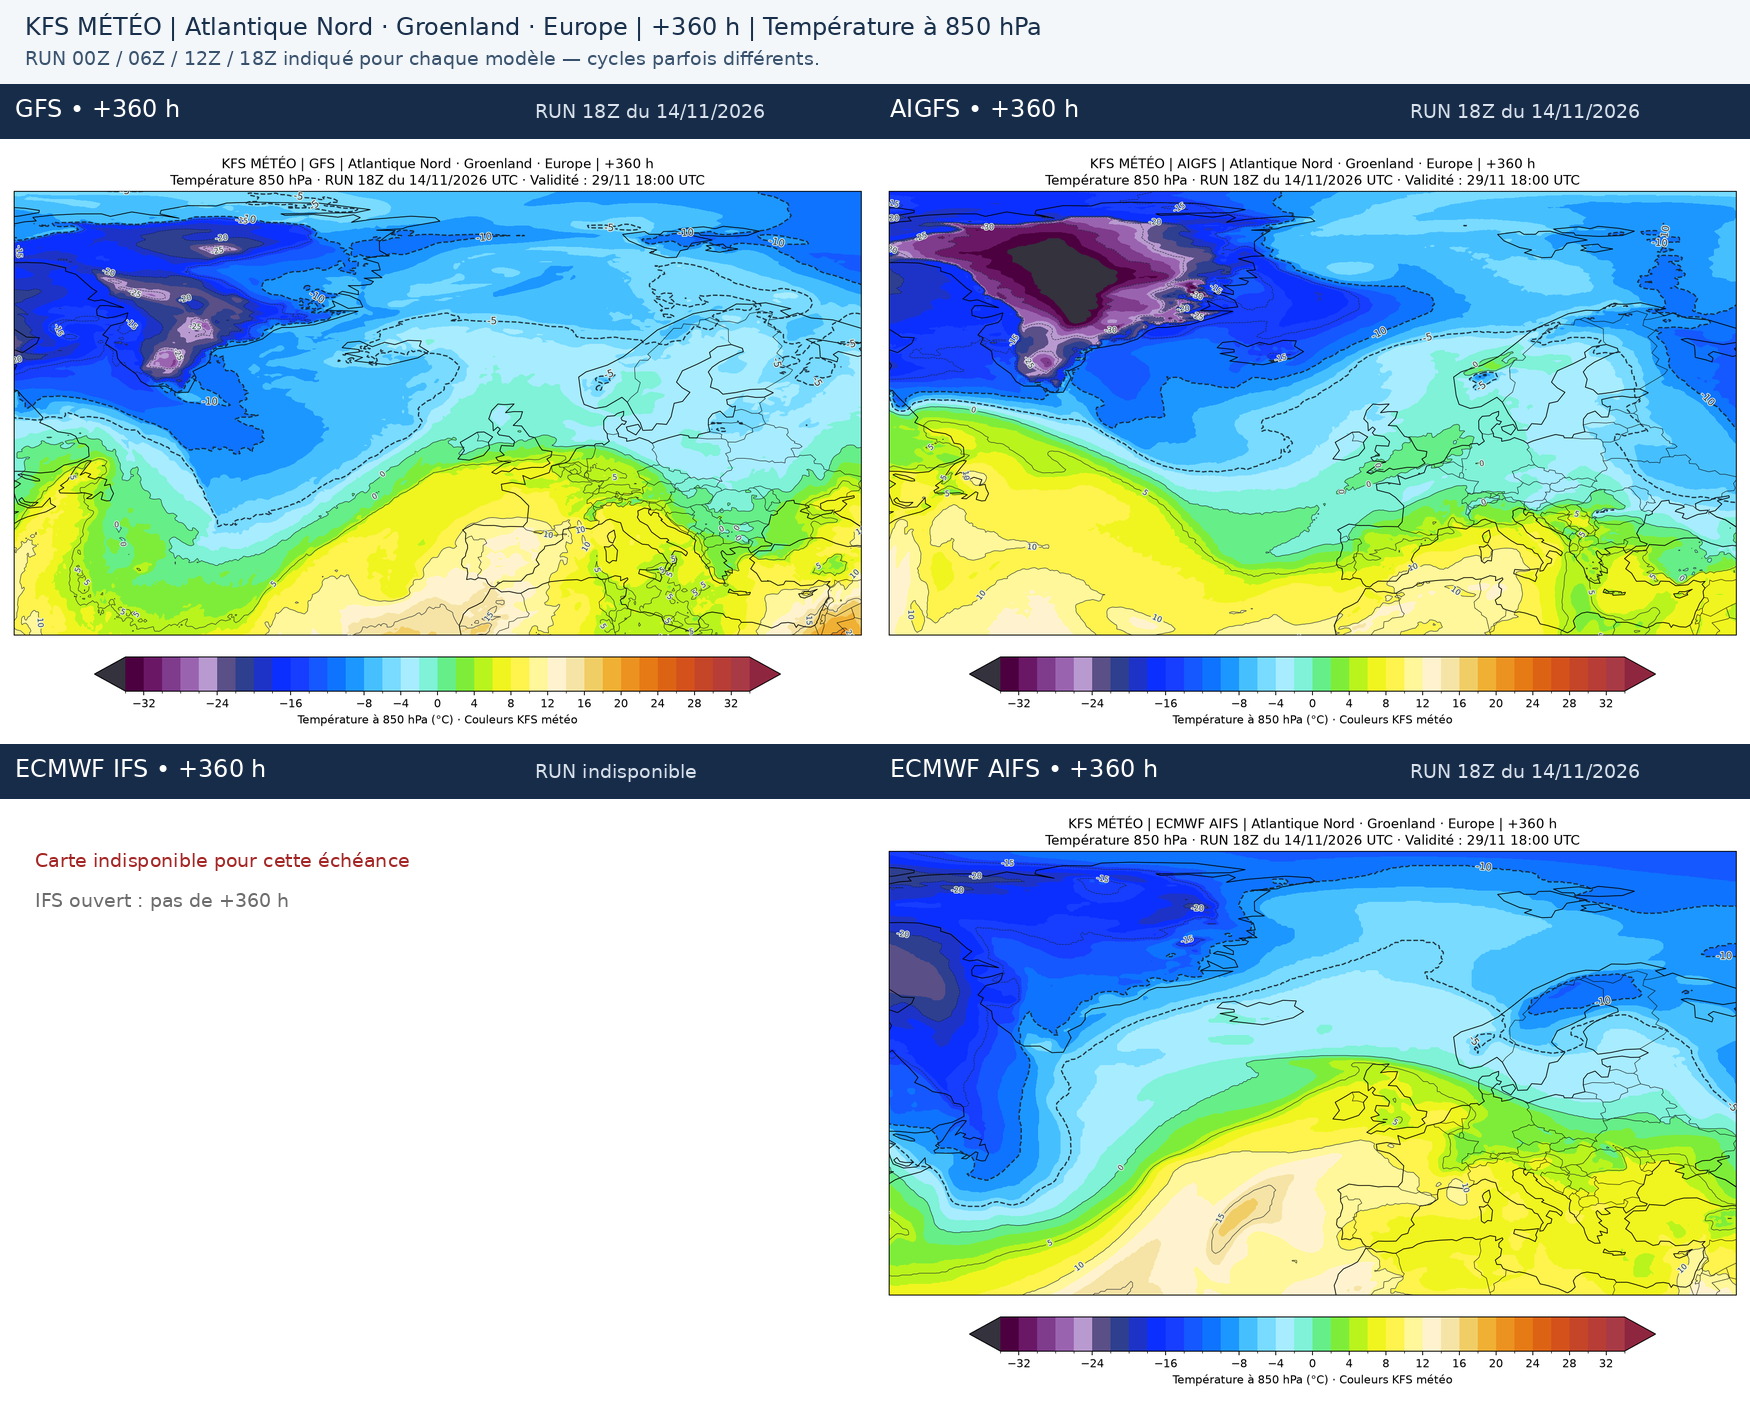 KFS MÉTÉO | Atlantique Nord · Groenland · Europe | +360 h | Température à 850 hPa
RUN 00Z / 06Z / 12Z / 18Z indiqué pour chaque modèle — cycles parfois différents.
GFS • +360 h
RUN 18Z du 14/11/2026
AIGFS • +360 h
RUN 18Z du 14/11/2026
KFS MÉTÉO | GFS | Atlantique Nord · Groenland · Europe | +360 h
Température 850 hPa · RUN 18Z du 14/11/2026 UTC · Validité : 29/11 18:00 UTC
KFS MÉTÉO | AIGFS | Atlantique Nord · Groenland · Europe | +360 h
Température 850 hPa · RUN 18Z du 14/11/2026 UTC · Validité : 29/11 18:00 UTC
−32 −24 −16 −8 −4 0 4 8 12 16 20 24 28 32
Température à 850 hPa (°C) · Couleurs KFS météo
−32 −24 −16 −8 −4 0 4 8 12 16 20 24 28 32
Température à 850 hPa (°C) · Couleurs KFS météo
ECMWF IFS • +360 h
RUN indisponible
ECMWF AIFS • +360 h
RUN 18Z du 14/11/2026
Carte indisponible pour cette échéance
IFS ouvert : pas de +360 h
KFS MÉTÉO | ECMWF AIFS | Atlantique Nord · Groenland · Europe | +360 h
Température 850 hPa · RUN 18Z du 14/11/2026 UTC · Validité : 29/11 18:00 UTC
−32 −24 −16 −8 −4 0 4 8 12 16 20 24 28 32
Température à 850 hPa (°C) · Couleurs KFS météo